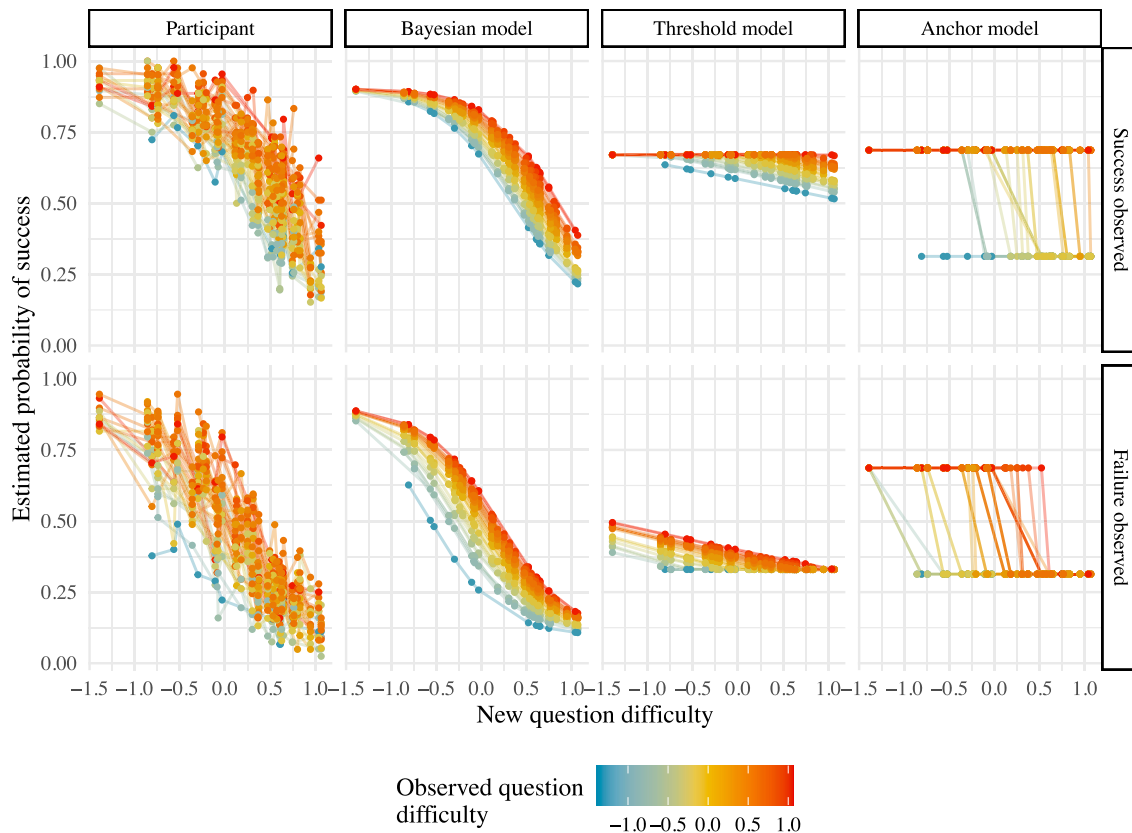 Participant
Bayesian model
Threshold model
Anchor model
1.00
0.75
0.50
0.25
0.00
Success observed
1.00
0.75
0.50
0.25
0.00
Failure observed
Estimated probability of success
−1.5 −1.0 −0.5 0.0 0.5 1.0
−1.5 −1.0 −0.5 0.0 0.5 1.0
−1.5 −1.0 −0.5 0.0 0.5 1.0
−1.5 −1.0 −0.5 0.0 0.5 1.0
New question difficulty
Observed question
difficulty
−1.0 −0.5 0.0 0.5 1.0